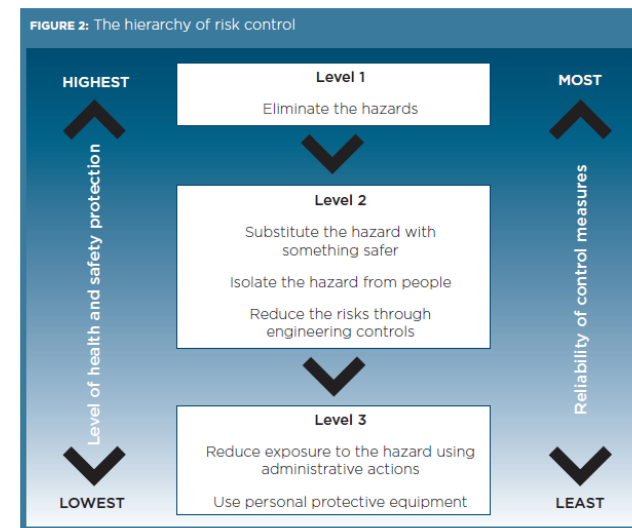 FIGURE 2: The hierarchy of risk control
HIGHEST
Level of health and safety protection
LOWEST
Level 1
Eliminate the hazards
Level 2
Substitute the hazard with
something safer
Isolate the hazard from people
Reduce the risks through
engineering controls
Level 3
Reduce exposure to the hazard using
administrative actions
Use personal protective equipment
MOST
Reliability of control measures
LEAST